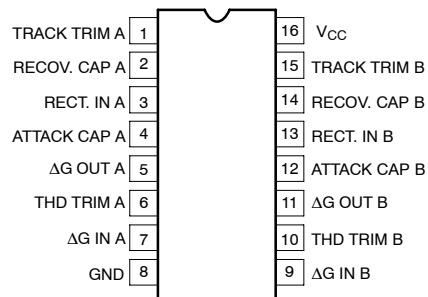 TRACK TRIM A 1 16 VCC
RECOV. CAP A 2 15 TRACK TRIM B
RECT. IN A 3 14 RECOV. CAP B
ATTACK CAP A 4 13 RECT. IN B
ΔG OUT A 5 12 ATTACK CAP B
THD TRIM A 6 11 ΔG OUT B
ΔG IN A 7 10 THD TRIM B
GND 8 9 ΔG IN B